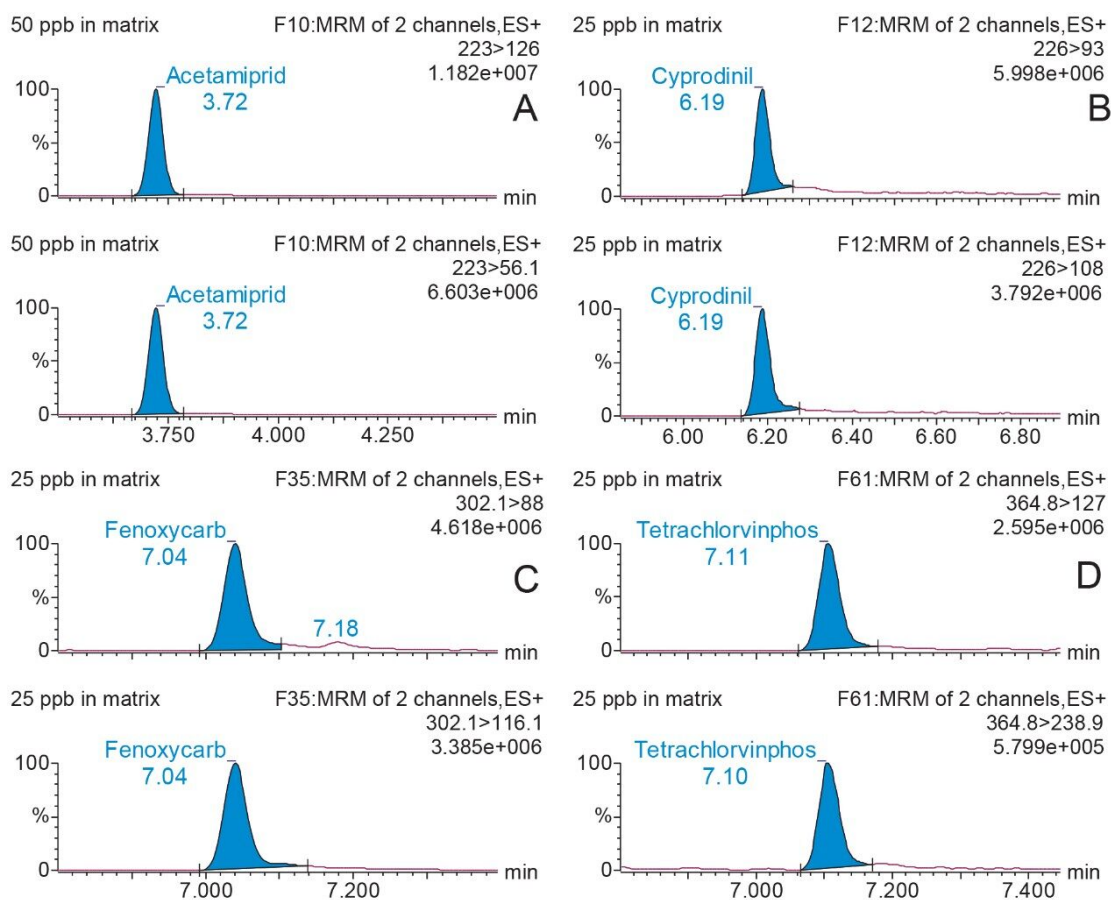 50 ppb in matrix F10:MRM of 2 channels,ES+
223>126
1.182e+007
100
%
0
Acetamiprid
3.72
A
min
25 ppb in matrix F12:MRM of 2 channels,ES+
226>93
5.998e+006
100
%
0
Cyprodinil
6.19
B
min
50 ppb in matrix F10:MRM of 2 channels,ES+
223>56.1
6.603e+006
100
%
0
Acetamiprid
3.72
min
3.750 4.000 4.250
25 ppb in matrix F12:MRM of 2 channels,ES+
226>108
3.792e+006
100
%
0
Cyprodinil
6.19
min
6.00 6.20 6.40 6.60 6.80
25 ppb in matrix F35:MRM of 2 channels,ES+
302.1>88
4.618e+006
100
%
0
Fenoxycarb
7.04
7.18
C
min
25 ppb in matrix F61:MRM of 2 channels,ES+
364.8>127
2.595e+006
100
%
0
Tetrachlorvinphos
7.11
D
min
25 ppb in matrix F35:MRM of 2 channels,ES+
302.1>116.1
3.385e+006
100
%
0
Fenoxycarb
7.04
min
7.000 7.200
25 ppb in matrix F61:MRM of 2 channels,ES+
364.8>238.9
5.799e+005
100
%
0
Tetrachlorvinphos
7.10
min
7.000 7.200 7.400